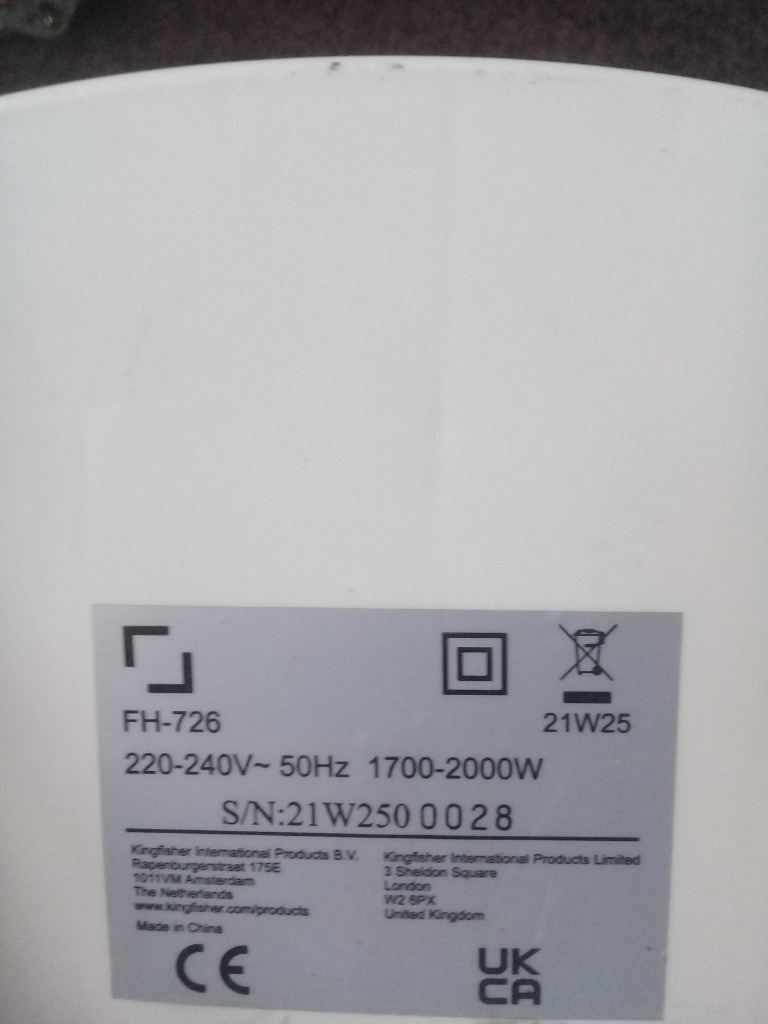 FH-726
21W25
220-240V~ 50Hz 1700-2000W
S/N:21W250 0028
Kingfisher International Products B.V.
Rapenburgerstraat 175E
1011VM Amsterdam
The Netherlands
www.kingfisher.com/products
Made in China
Kingfisher International Products Limited
3 Sheldon Square
London
W2 6PX
United Kingdom
CE
UK
CA